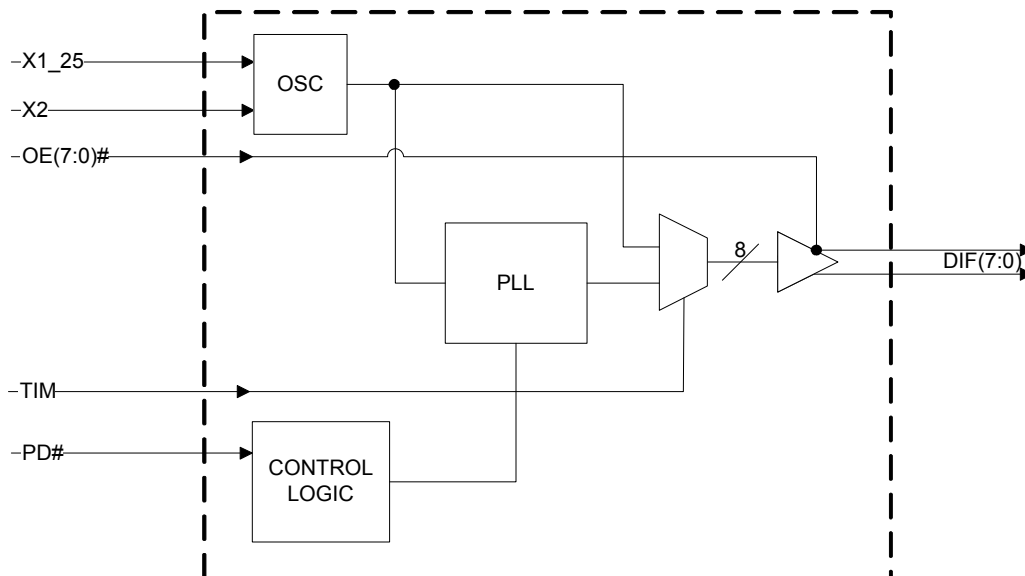 X1_25
OSC
X2
OE(7:0)#
8
DIF(7:0)
PLL
TIM
PD#
CONTROL
LOGIC